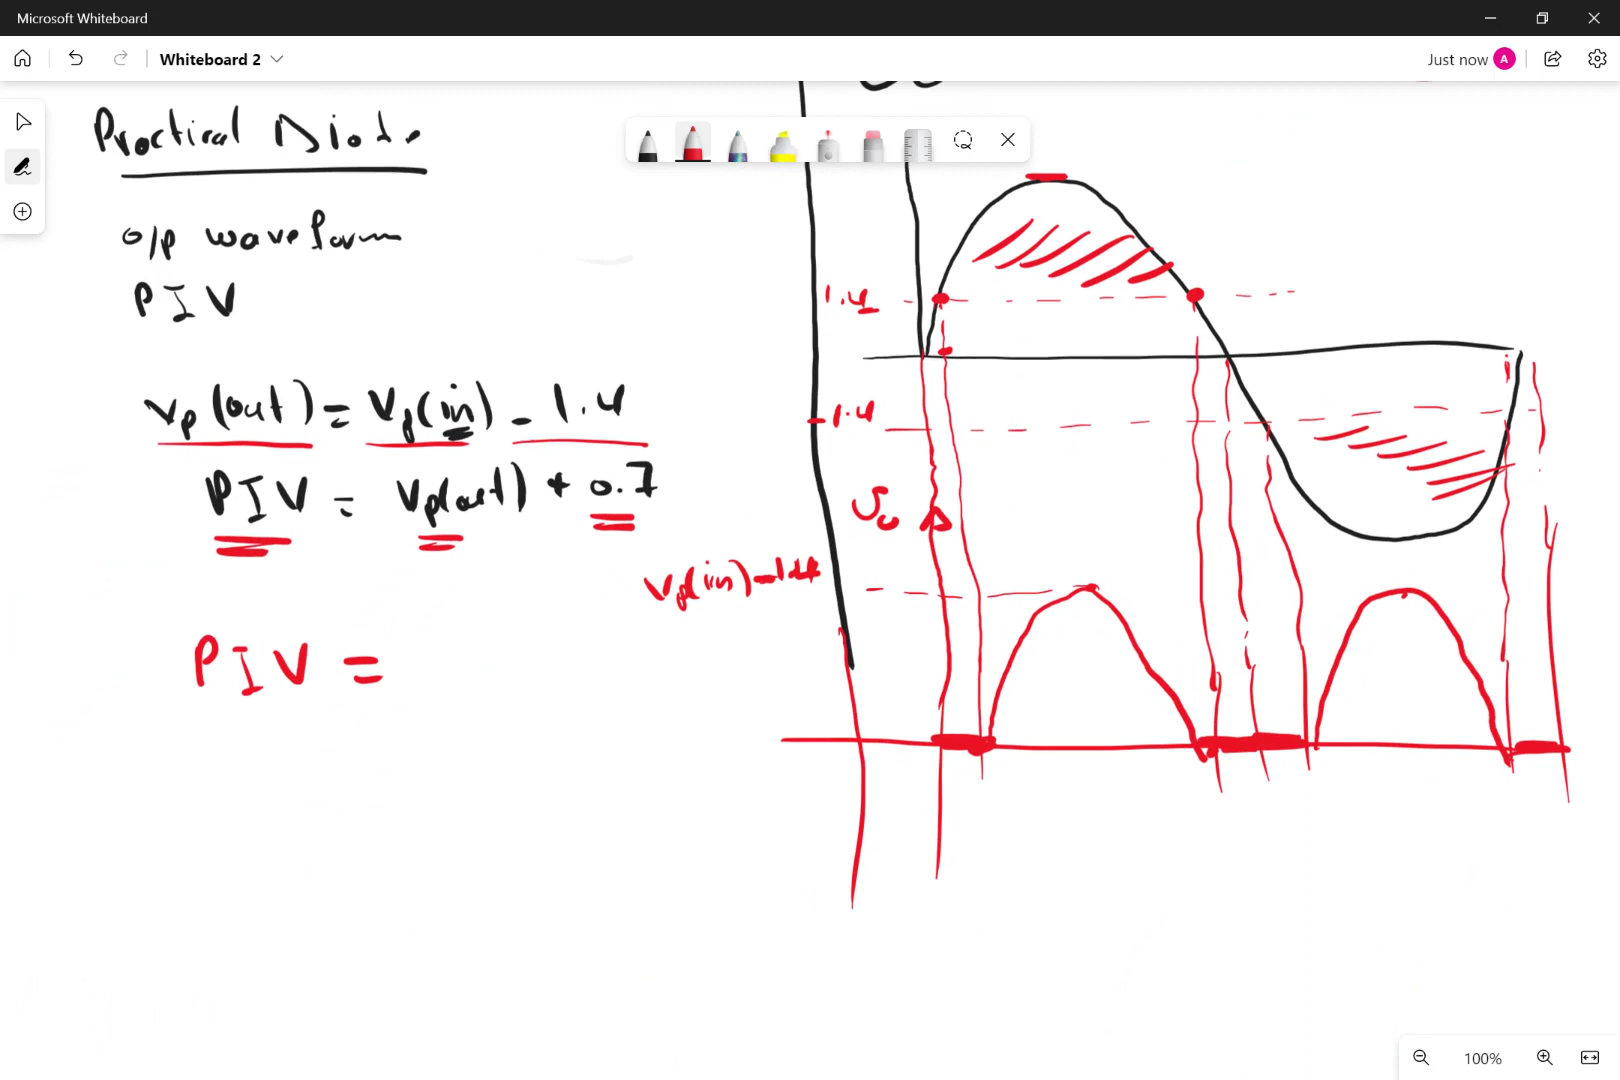 Microsoft Whiteboard
Whiteboard 2
Just now A
Practical Diode
o/p waveform
PIV
Vp(out) = Vp(in) - 1.4
PIV = Vp(out) + 0.7
PIV =
1.4
-1.4
Vp(in) - 1.4
100%